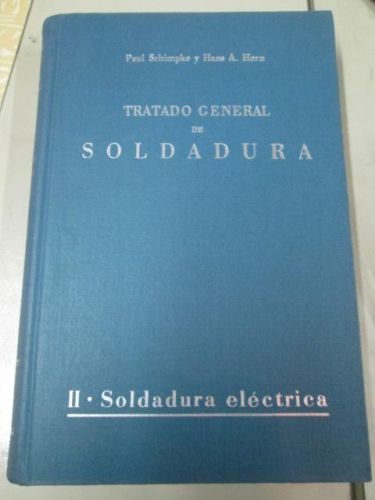 Paul Schimpke y Hans A. Horn
TRATADO GENERAL
DE
SOLDADURA
II · Soldadura eléctrica